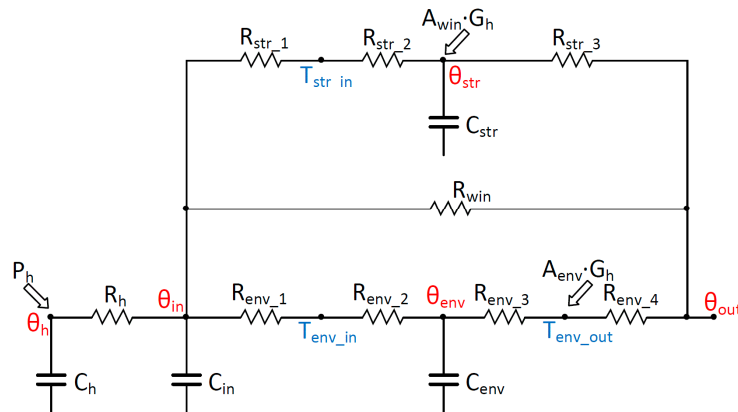 A_win·G_h
R_str_1
R_str_2
R_str_3
T_str_in
θ_str
C_str
R_win
P_h
A_env·G_h
R_h
θ_in
R_env_1
R_env_2
θ_env
R_env_3
R_env_4
θ_out
θ_h
T_env_in
T_env_out
C_h
C_in
C_env